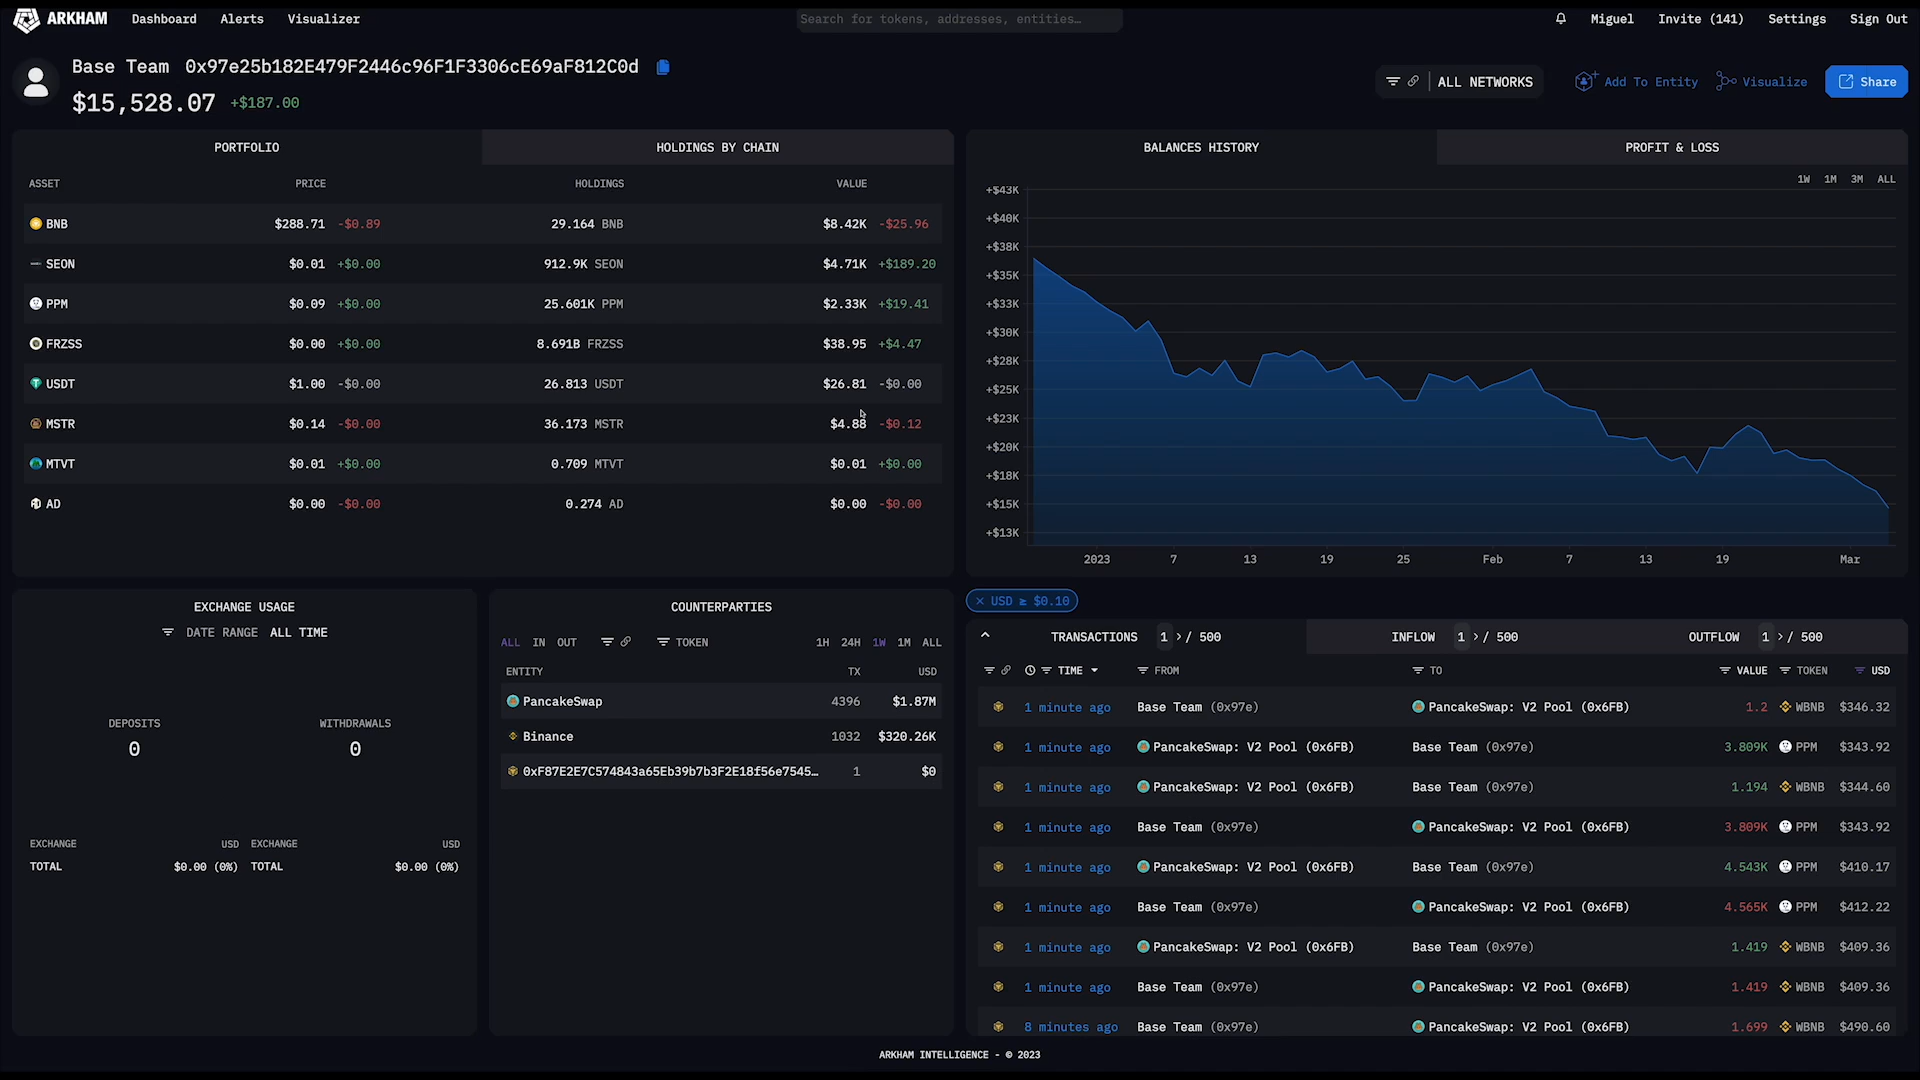 ARKHAM Dashboard Alerts Visualizer Search for tokens, addresses, entities… Miguel Invite (141) Settings Sign Out
Base Team 0x97e25b182E479F2446c96F1F3306cE69aF812C0d
$15,528.07 +$187.00
ALL NETWORKS Add To Entity Visualize Share
PORTFOLIO HOLDINGS BY CHAIN
ASSET PRICE HOLDINGS VALUE
BNB $288.71 -$0.89 29.164 BNB $8.42K -$25.96
SEON $0.01 +$0.00 912.9K SEON $4.71K +$189.20
PPM $0.09 +$0.00 25.601K PPM $2.33K +$19.41
FRZSS $0.00 +$0.00 8.691B FRZSS $38.95 +$4.47
USDT $1.00 -$0.00 26.813 USDT $26.81 -$0.00
MSTR $0.14 -$0.00 36.173 MSTR $4.88 -$0.12
MTVT $0.01 +$0.00 0.709 MTVT $0.01 +$0.00
AD $0.00 -$0.00 0.274 AD $0.00 -$0.00
BALANCES HISTORY PROFIT & LOSS
1W 1M 3M ALL
+$43K
+$40K
+$38K
+$35K
+$33K
+$30K
+$28K
+$25K
+$23K
+$20K
+$18K
+$15K
+$13K
2023 7 13 19 25 Feb 7 13 19 Mar
EXCHANGE USAGE
DATE RANGE ALL TIME
DEPOSITS WITHDRAWALS
0 0
EXCHANGE USD EXCHANGE USD
TOTAL $0.00 (0%) TOTAL $0.00 (0%)
COUNTERPARTIES
ALL IN OUT TOKEN 1H 24H 1W 1M ALL
ENTITY TX USD
PancakeSwap 4396 $1.87M
Binance 1032 $320.26K
0xF87E2E7C574843a65Eb39b7b3F2E18f56e7545… 1 $0
× USD ≥ $0.10
TRANSACTIONS 1 > / 500 INFLOW 1 > / 500 OUTFLOW 1 > / 500
TIME FROM TO VALUE TOKEN USD
1 minute ago Base Team (0x97e) PancakeSwap: V2 Pool (0x6FB) 1.2 WBNB $346.32
1 minute ago PancakeSwap: V2 Pool (0x6FB) Base Team (0x97e) 3.809K PPM $343.92
1 minute ago PancakeSwap: V2 Pool (0x6FB) Base Team (0x97e) 1.194 WBNB $344.60
1 minute ago Base Team (0x97e) PancakeSwap: V2 Pool (0x6FB) 3.809K PPM $343.92
1 minute ago PancakeSwap: V2 Pool (0x6FB) Base Team (0x97e) 4.543K PPM $410.17
1 minute ago Base Team (0x97e) PancakeSwap: V2 Pool (0x6FB) 4.565K PPM $412.22
1 minute ago PancakeSwap: V2 Pool (0x6FB) Base Team (0x97e) 1.419 WBNB $409.36
1 minute ago Base Team (0x97e) PancakeSwap: V2 Pool (0x6FB) 1.419 WBNB $409.36
8 minutes ago Base Team (0x97e) PancakeSwap: V2 Pool (0x6FB) 1.699 WBNB $490.60
ARKHAM INTELLIGENCE - © 2023